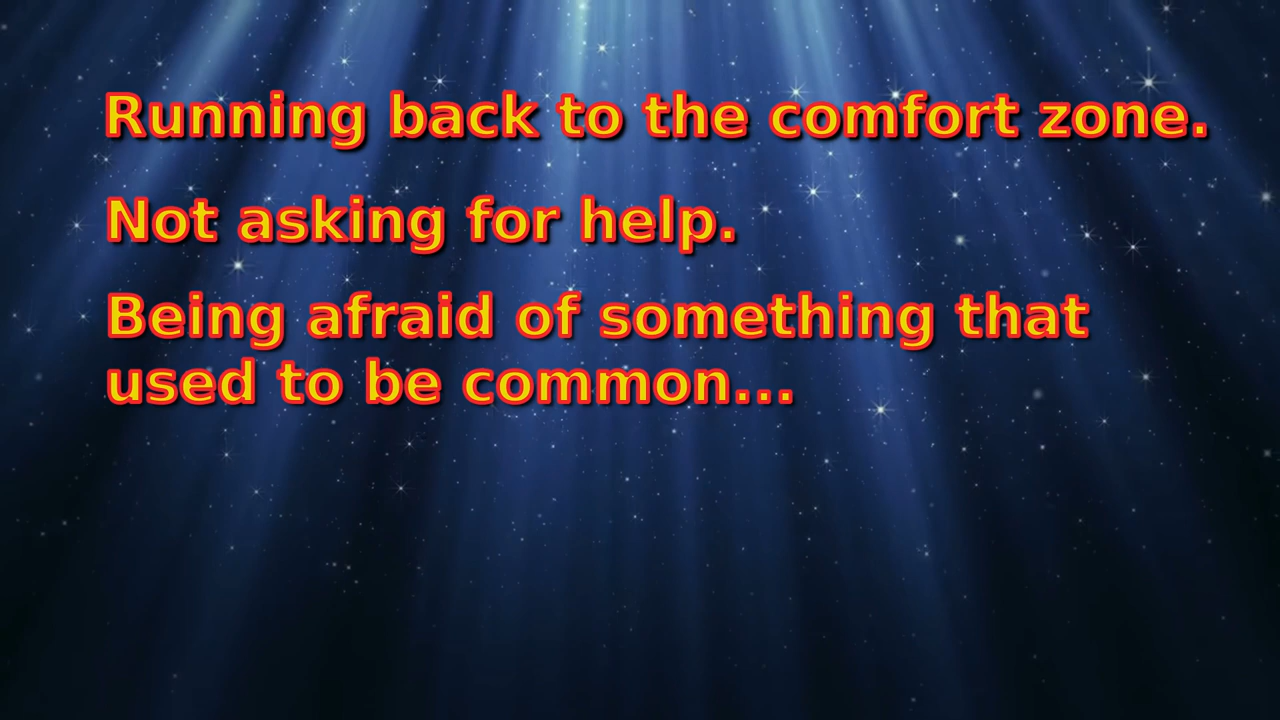 Running back to the comfort zone.
Not asking for help.
Being afraid of something that
used to be common...